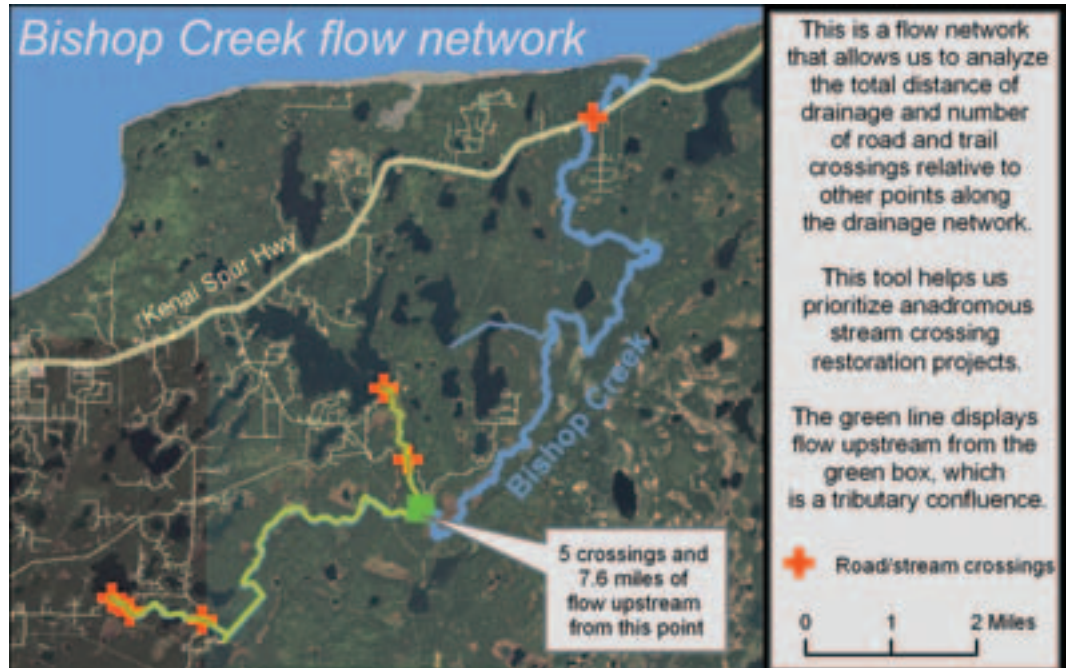 Bishop Creek flow network
Kenai Spur Hwy
Bishop Creek
5 crossings and
7.6 miles of
flow upstream
from this point
This is a flow network
that allows us to analyze
the total distance of
drainage and number
of road and trail
crossings relative to
other points along
the drainage network.
This tool helps us
prioritize anadromous
stream crossing
restoration projects.
The green line displays
flow upstream from the
green box, which
is a tributary confluence.
Road/stream crossings
0 1 2 Miles